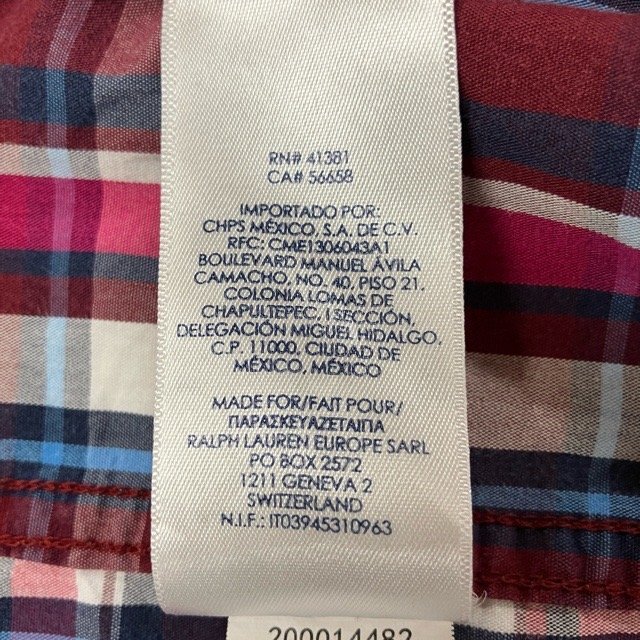 RN# 41381
CA# 56658
IMPORTADO POR:
CHPS MÉXICO, S.A. DE C.V.
RFC: CME1306043A1
BOULEVARD MANUEL ÁVILA
CAMACHO, NO. 40, PISO 21,
COLONIA LOMAS DE
CHAPULTEPEC, I SECCIÓN,
DELEGACIÓN MIGUEL HIDALGO,
C.P. 11000, CIUDAD DE
MÉXICO, MÉXICO
MADE FOR/FAIT POUR/
ΠΑΡΑΣΚΕΥΑΖΕΤΑΙΓΙΑ
RALPH LAUREN EUROPE SARL
PO BOX 2572
1211 GENEVA 2
SWITZERLAND
N.I.F.: IT03945310963
200014482